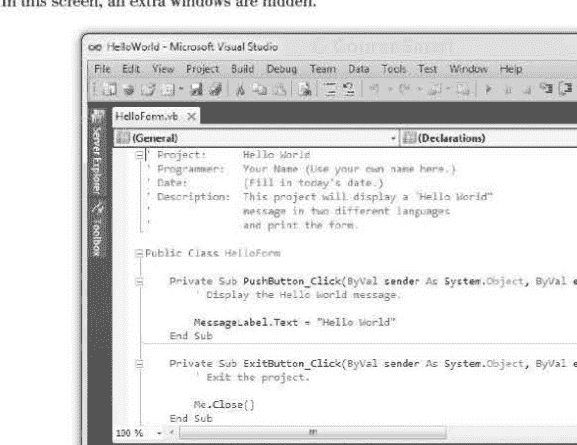 In this screen, all extra windows are hidden.
HelloWorld - Microsoft Visual Studio
File Edit View Project Build Debug Team Data Tools Test Window Help
HelloForm.vb
(General)
(Declarations)
' Project: Hello World
' Programmer: Your Name (Use your own name here.)
' Date: (Fill in today's date.)
' Description: This project will display a "Hello World"
' message in two different languages
' and print the form.
Public Class HelloForm
Private Sub PushButton_Click(ByVal sender As System.Object, ByVal e
' Display the Hello World message.
MessageLabel.Text = "Hello World"
End Sub
Private Sub ExitButton_Click(ByVal sender As System.Object, ByVal e
' Exit the project.
Me.Close()
End Sub
100 %
Server Explorer
Toolbox